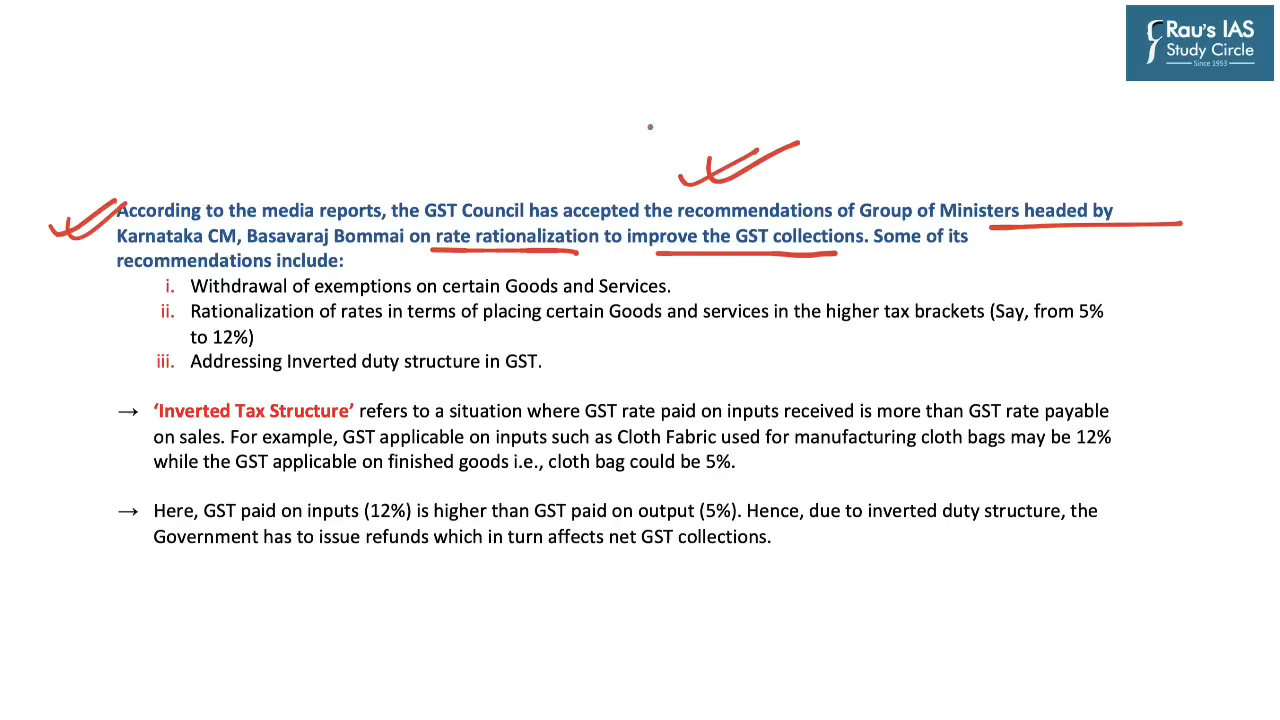 Rau's IAS
Study Circle
Since 1953
According to the media reports, the GST Council has accepted the recommendations of Group of Ministers headed by
Karnataka CM, Basavaraj Bommai on rate rationalization to improve the GST collections. Some of its
recommendations include:
i. Withdrawal of exemptions on certain Goods and Services.
ii. Rationalization of rates in terms of placing certain Goods and services in the higher tax brackets (Say, from 5%
to 12%)
iii. Addressing Inverted duty structure in GST.
→ ‘Inverted Tax Structure’ refers to a situation where GST rate paid on inputs received is more than GST rate payable
on sales. For example, GST applicable on inputs such as Cloth Fabric used for manufacturing cloth bags may be 12%
while the GST applicable on finished goods i.e., cloth bag could be 5%.
→ Here, GST paid on inputs (12%) is higher than GST paid on output (5%). Hence, due to inverted duty structure, the
Government has to issue refunds which in turn affects net GST collections.